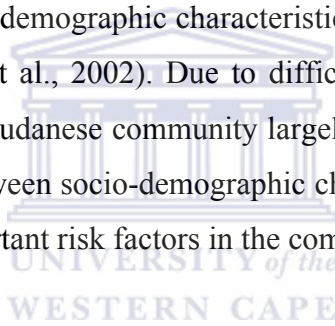 demographic characteristic
t al., 2002). Due to diffic
udanese community largel
ween socio-demographic ch
rtant risk factors in the com
UNIVERSITY of the
WESTERN CAPE